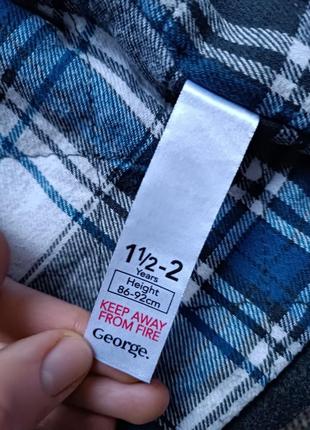 1½-2
Years
Height
86-92cm
KEEP AWAY
FROM FIRE
George.